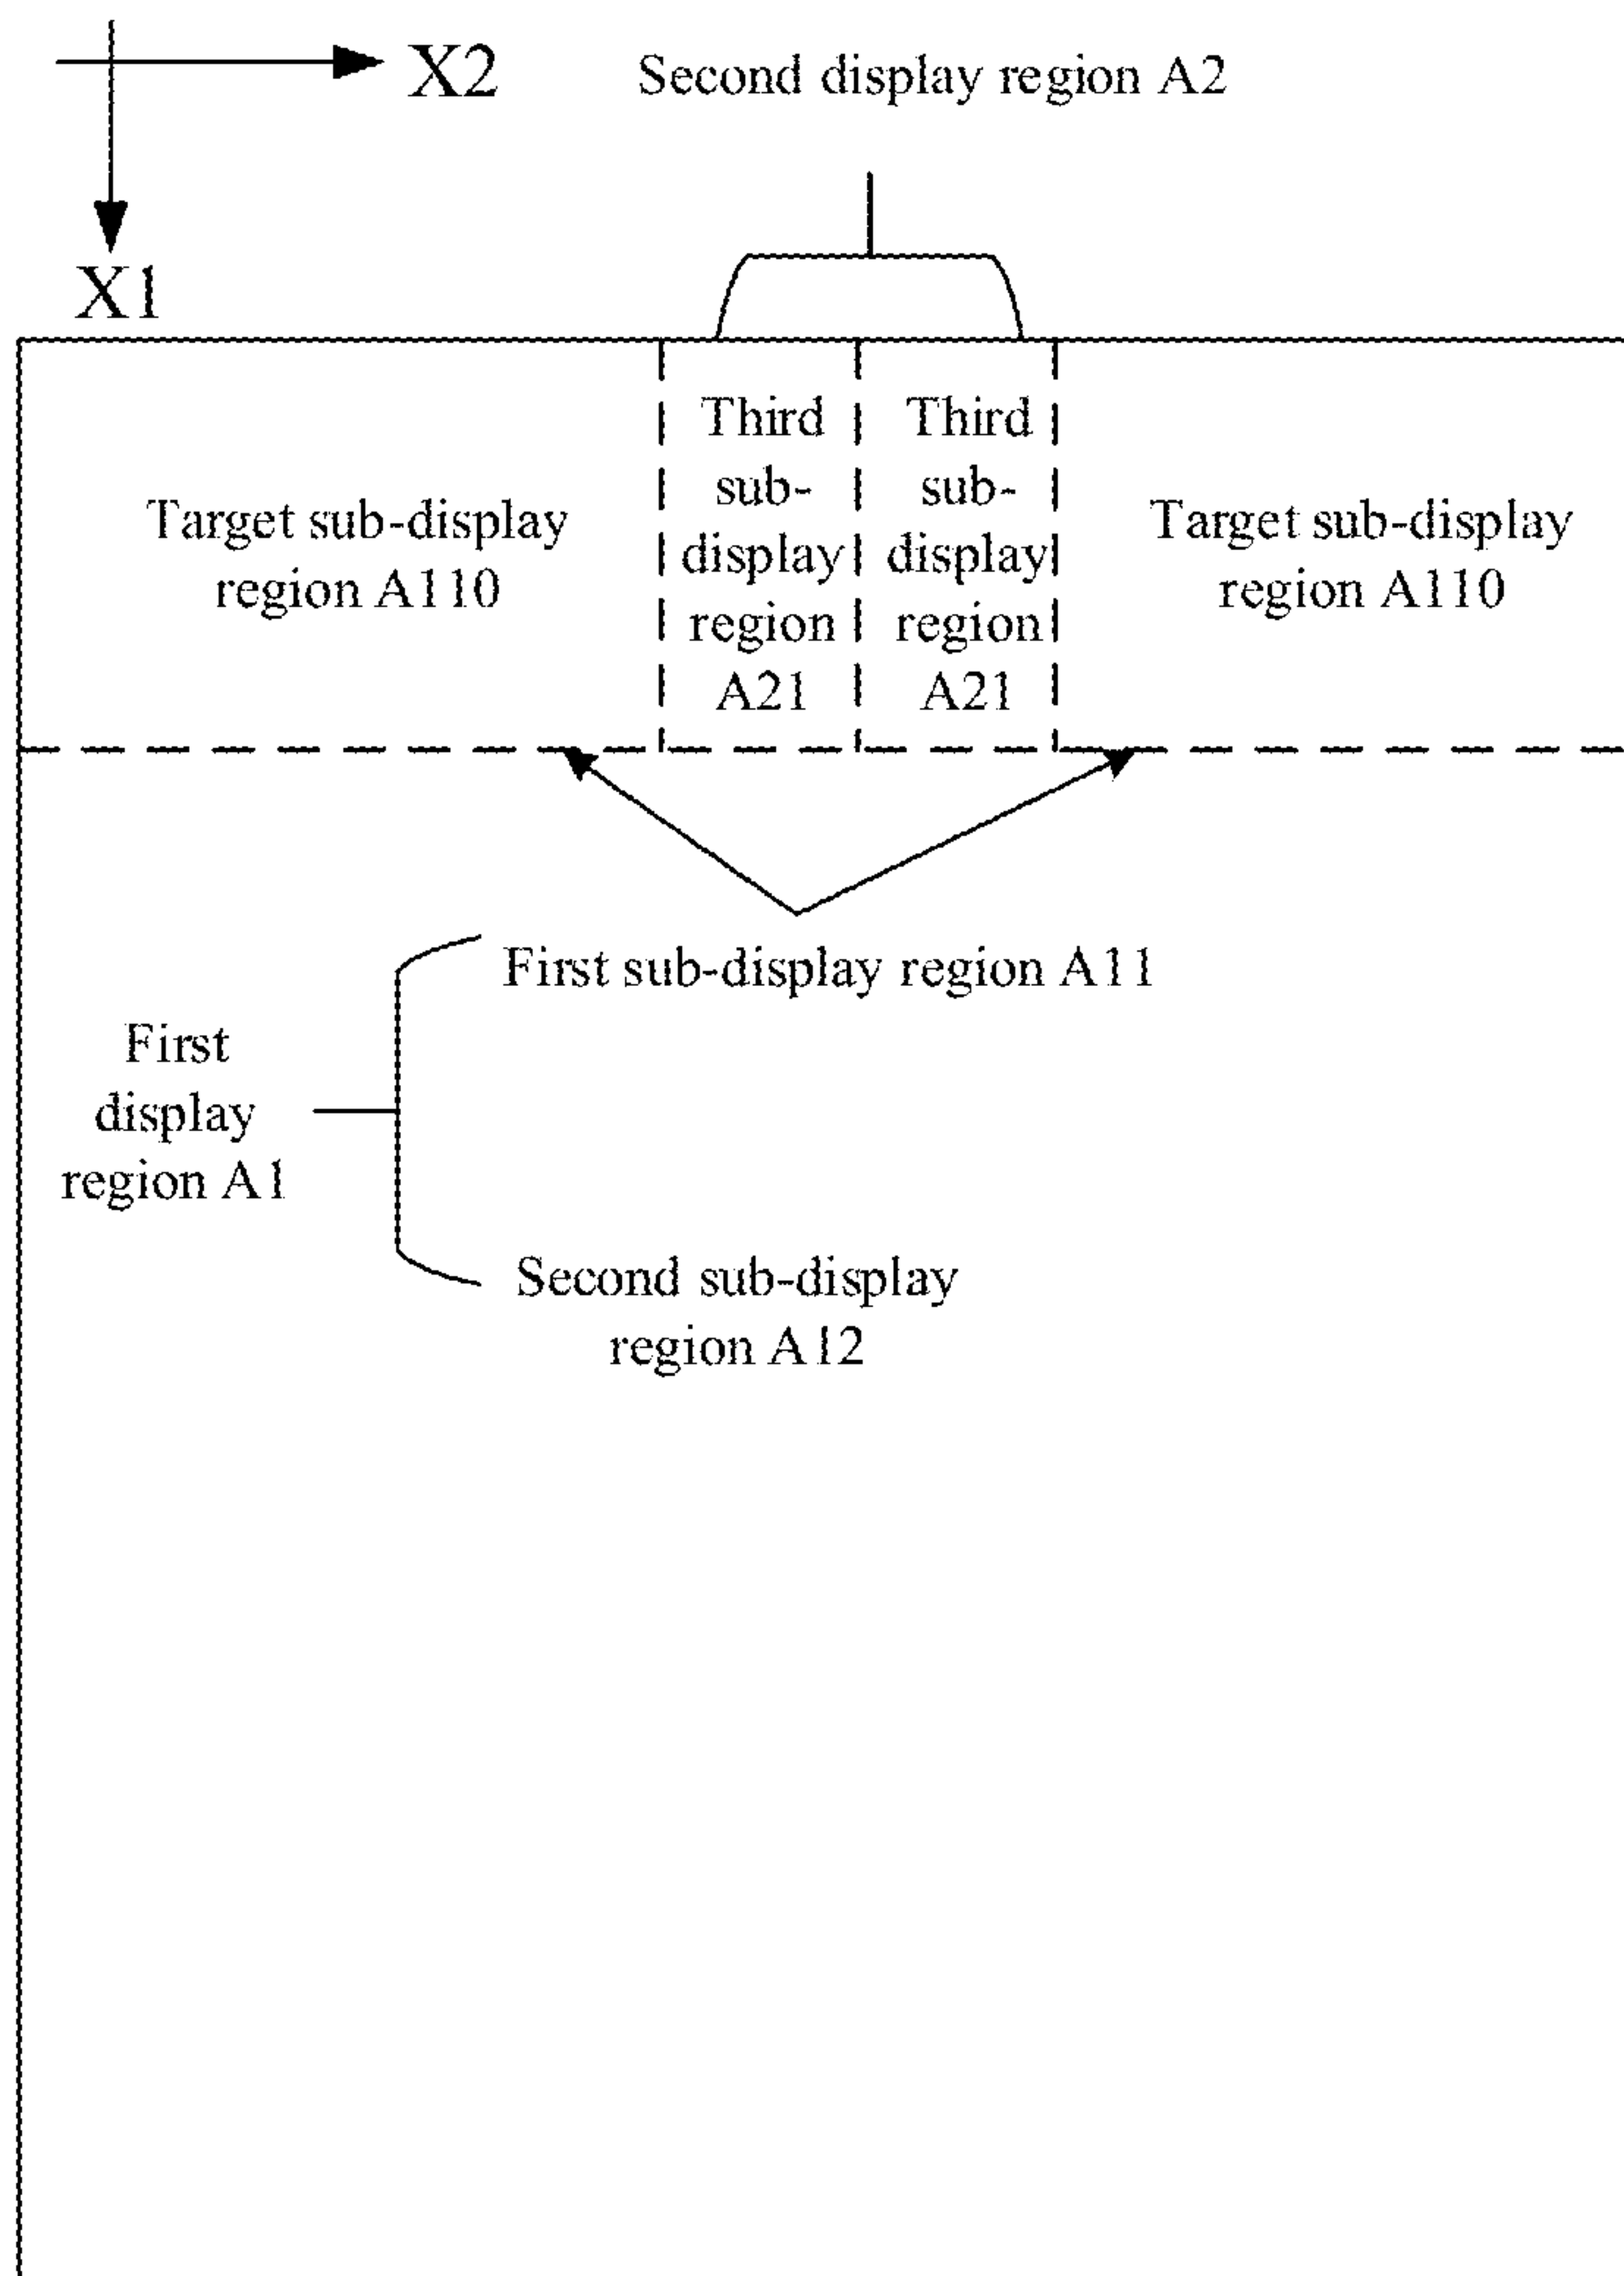 X2
Second display region A2
X1
Target sub-display
region A110
Third
sub-
display
region
A21
Third
sub-
display
region
A21
Target sub-display
region A110
First sub-display region A11
First
display
region A1
Second sub-display
region A12